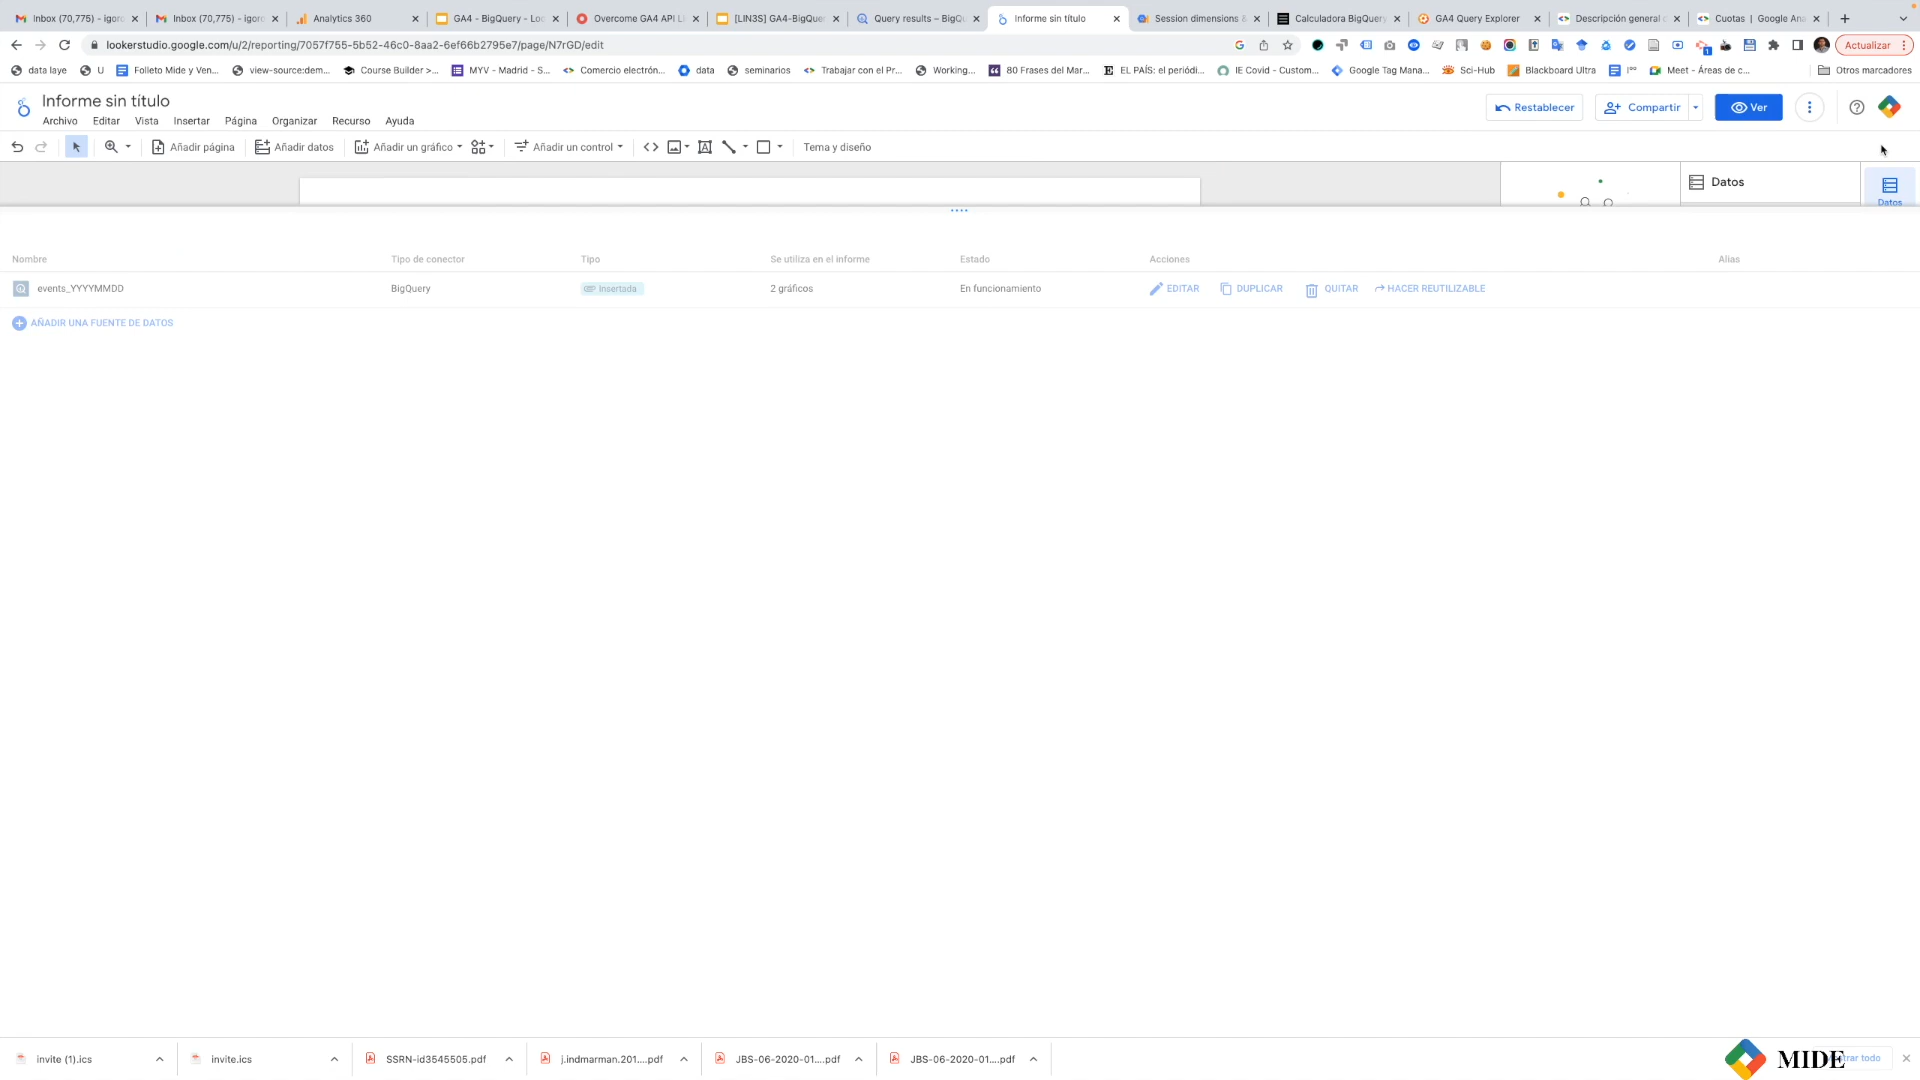 Inbox (70,775) - igor
Inbox (70,775) - igor
Analytics 360
GA4 - BigQuery - Loo
Overcome GA4 API Li
[LIN3S] GA4-BigQue
Query results – BigQ
Informe sin título
Session dimensions &
Calculadora BigQuery
GA4 Query Explorer
Descripción general
Cuotas | Google Ana
lookerstudio.google.com/u/2/reporting/7057f755-5b52-46c0-8aa2-6ef66b2795e7/page/N7rGD/edit
Actualizar
data laye
U
Folleto Mide y Ven...
view-source:dem...
Course Builder >...
MYV - Madrid - S...
Comercio electrón...
data
seminarios
Trabajar con el Pr...
Working...
80 Frases del Mar...
EL PAÍS: el periódi...
IE Covid - Custom...
Google Tag Mana...
Sci-Hub
Blackboard Ultra
Meet - Áreas de c...
Otros marcadores
Informe sin título
Restablecer
Compartir
Ver
Archivo Editar Vista Insertar Página Organizar Recurso Ayuda
Añadir página
Añadir datos
Añadir un gráfico
Añadir un control
Tema y diseño
Datos
Datos
Nombre Tipo de conector Tipo Se utiliza en el informe Estado Acciones Alias
events_YYYYMMDD BigQuery Insertada 2 gráficos En funcionamiento EDITAR DUPLICAR QUITAR HACER REUTILIZABLE
AÑADIR UNA FUENTE DE DATOS
invite (1).ics
invite.ics
SSRN-id3545505.pdf
j.indmarman.201....pdf
JBS-06-2020-01....pdf
JBS-06-2020-01....pdf
MIDE
trar todo